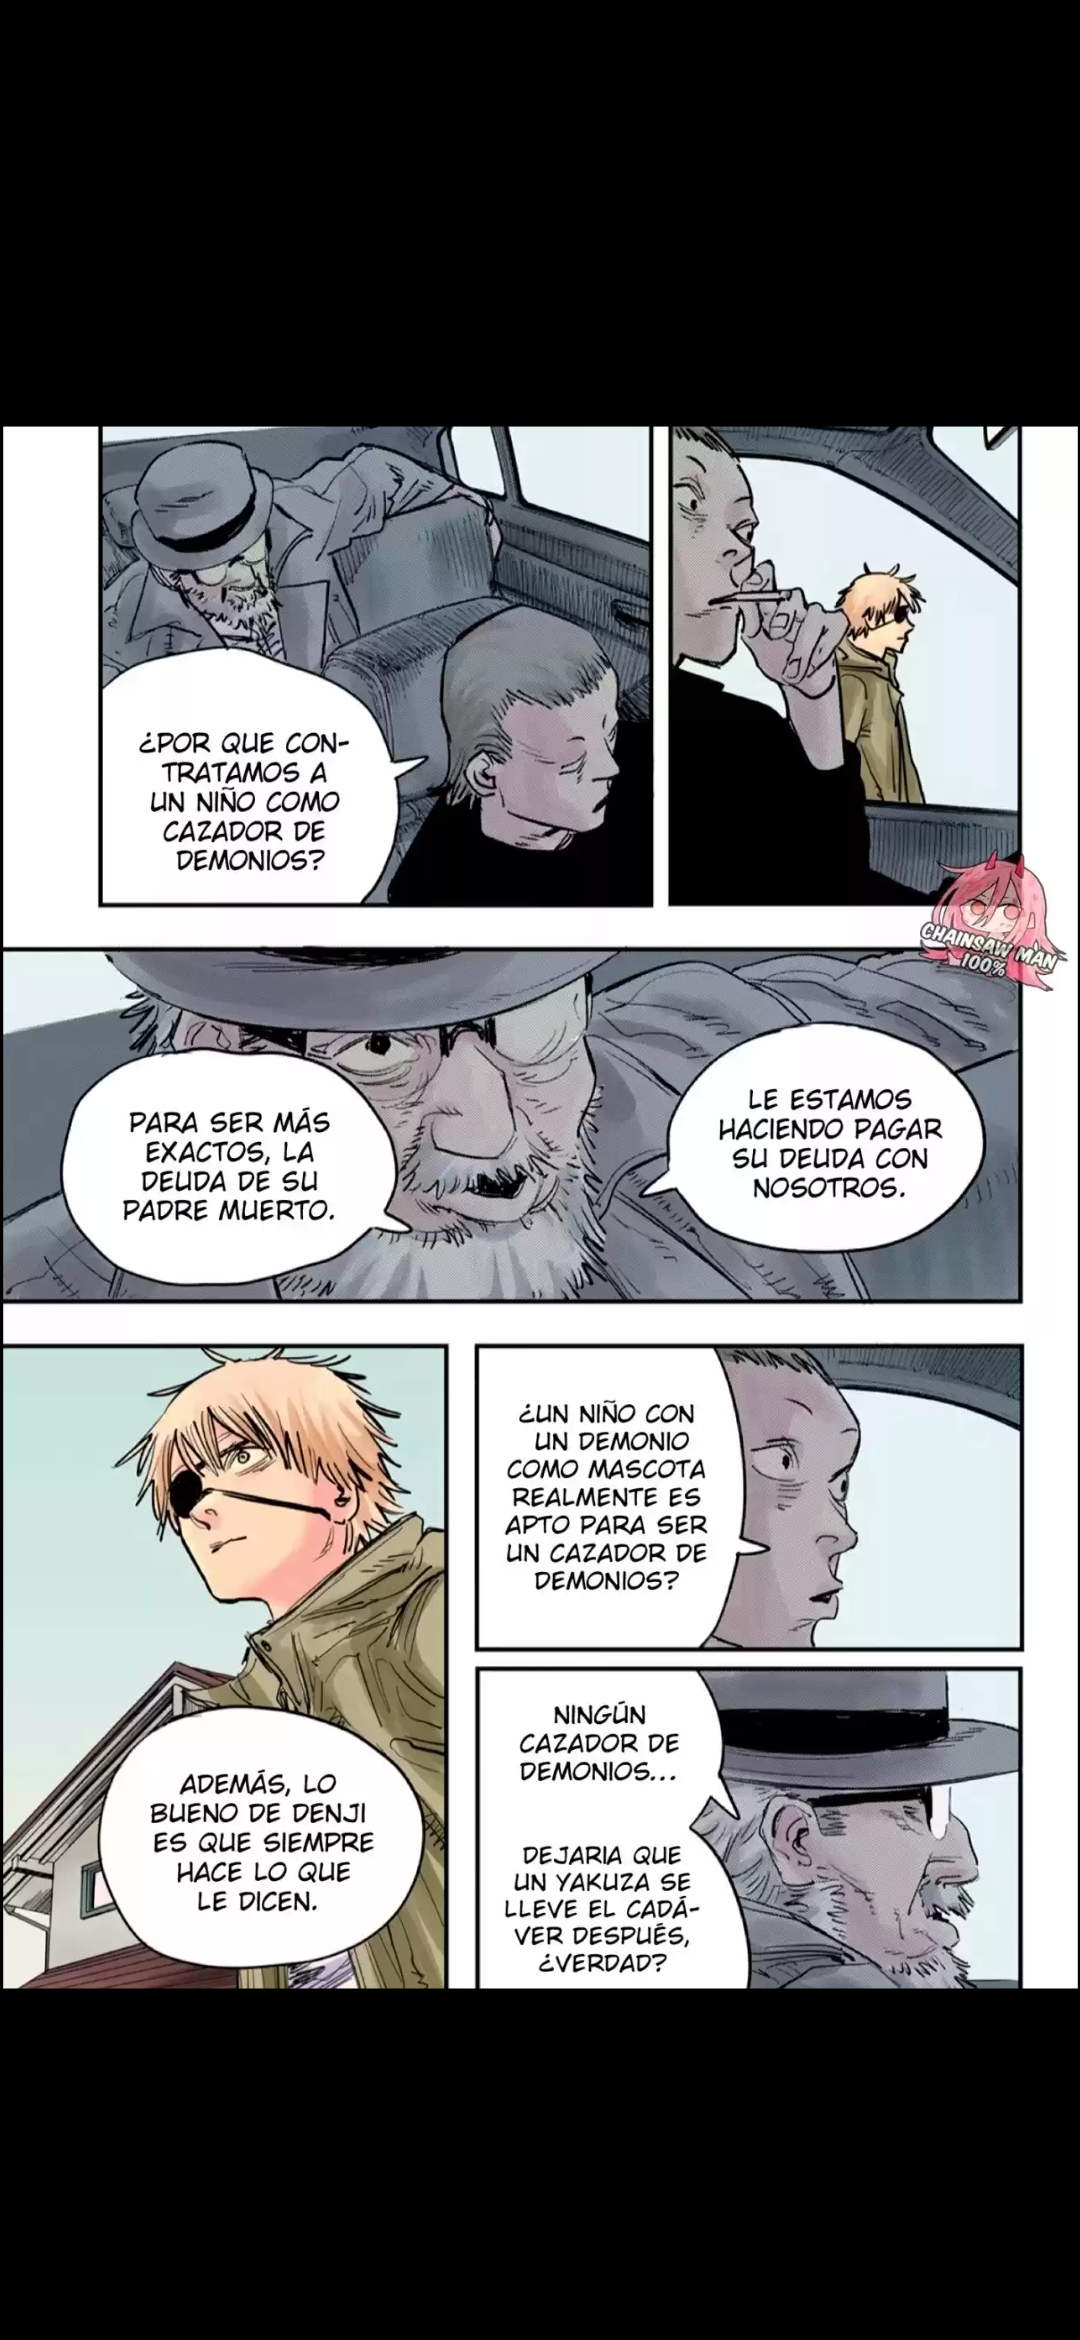 ¿POR QUE CON-
TRATAMOS A
UN NIÑO COMO
CAZADOR DE
DEMONIOS?
CHAINSAW MAN
100%
LE ESTAMOS
HACIENDO PAGAR
SU DEUDA CON
NOSOTROS.
PARA SER MÁS
EXACTOS, LA
DEUDA DE SU
PADRE MUERTO.
¿UN NIÑO CON
UN DEMONIO
COMO MASCOTA
REALMENTE ES
APTO PARA SER
UN CAZADOR DE
DEMONIOS?
NINGÚN
CAZADOR DE
DEMONIOS...
DEJARIA QUE
UN YAKUZA SE
LLEVE EL CADÁ-
VER DESPUÉS,
¿VERDAD?
ADEMÁS, LO
BUENO DE DENJI
ES QUE SIEMPRE
HACE LO QUE
LE DICEN.